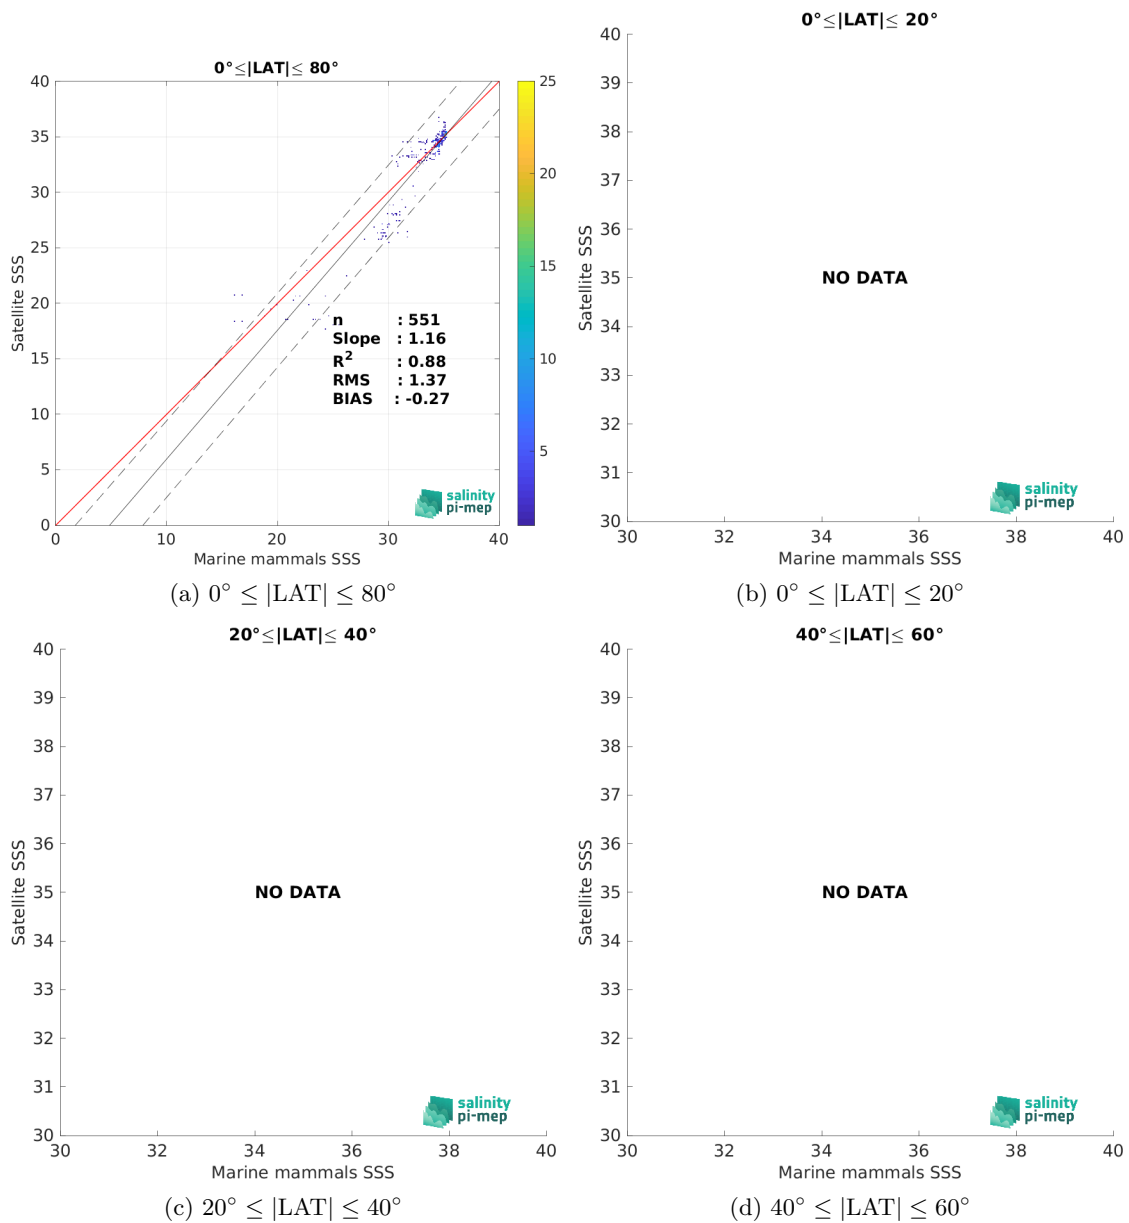 0°≤|LAT|≤ 80°
40
35
30
25
20
15
10
5
0
0
10
20
30
40
Satellite SSS
Marine mammals SSS
n : 551
Slope : 1.16
R2 : 0.88
RMS : 1.37
BIAS : -0.27
salinity
pi-mep
25
20
15
10
5
(a) 0° ≤ |LAT| ≤ 80°
0°≤|LAT|≤ 20°
40
39
38
37
36
35
34
33
32
31
30
30
32
34
36
38
40
Satellite SSS
NO DATA
salinity
pi-mep
Marine mammals SSS
(b) 0° ≤ |LAT| ≤ 20°
20°≤|LAT|≤ 40°
40
39
38
37
36
35
34
33
32
31
30
30
32
34
36
38
40
Satellite SSS
NO DATA
salinity
pi-mep
Marine mammals SSS
(c) 20° ≤ |LAT| ≤ 40°
40°≤|LAT|≤ 60°
40
39
38
37
36
35
34
33
32
31
30
30
32
34
36
38
40
Satellite SSS
NO DATA
salinity
pi-mep
Marine mammals SSS
(d) 40° ≤ |LAT| ≤ 60°